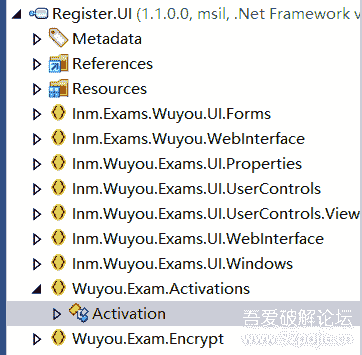 Register.UI (1.1.0.0, msil, .Net Framework v
Metadata
References
Resources
Inm.Exams.Wuyou.UI.Forms
Inm.Exams.Wuyou.WebInterface
Inm.Wuyou.Exams.UI.Properties
Inm.Wuyou.Exams.UI.UserControls
Inm.Wuyou.Exams.UI.UserControls.View
Inm.Wuyou.Exams.UI.WebInterface
Inm.Wuyou.Exams.UI.Windows
Wuyou.Exam.Activations
Activation
吾爱破解论坛
Wuyou.Exam.Encrypt
www.52pojie.cn